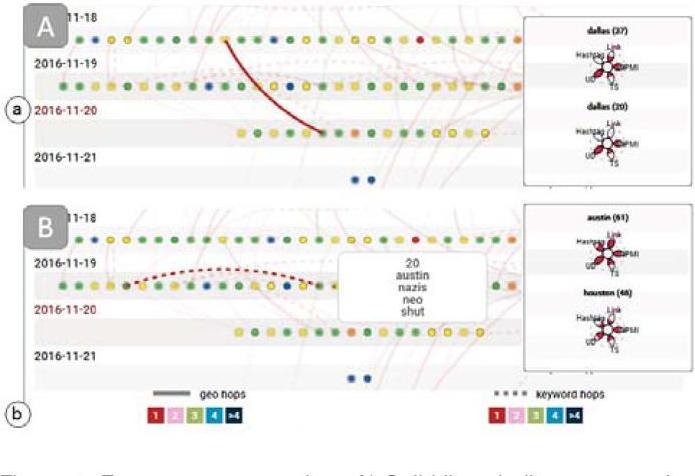 A
11-18
2016-11-19
a
2016-11-20
2016-11-21
dallas (37)
Link
Hashtag
PMI
UD
TS
dallas (20)
Link
Hashtag
PMI
UD
TS
B
11-18
2016-11-19
2016-11-20
2016-11-21
20
austin
nazis
neo
shut
austin (61)
Link
Hashtag
PMI
UD
TS
houston (46)
Link
Hashtag
PMI
UD
TS
geo hops
keyword hops
b
1 2 3 4 >4
1 2 3 4 >4